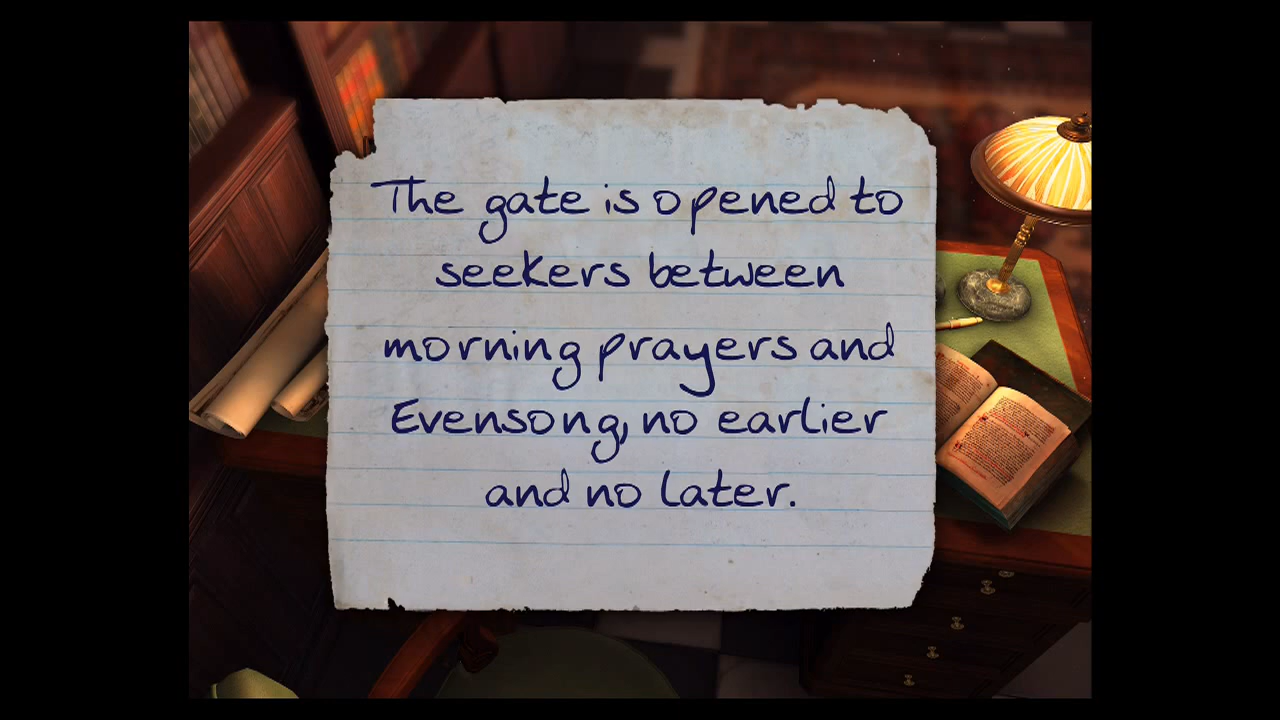 The gate is opened to
seekers between
morning prayers and
Evensong, no earlier
and no later.